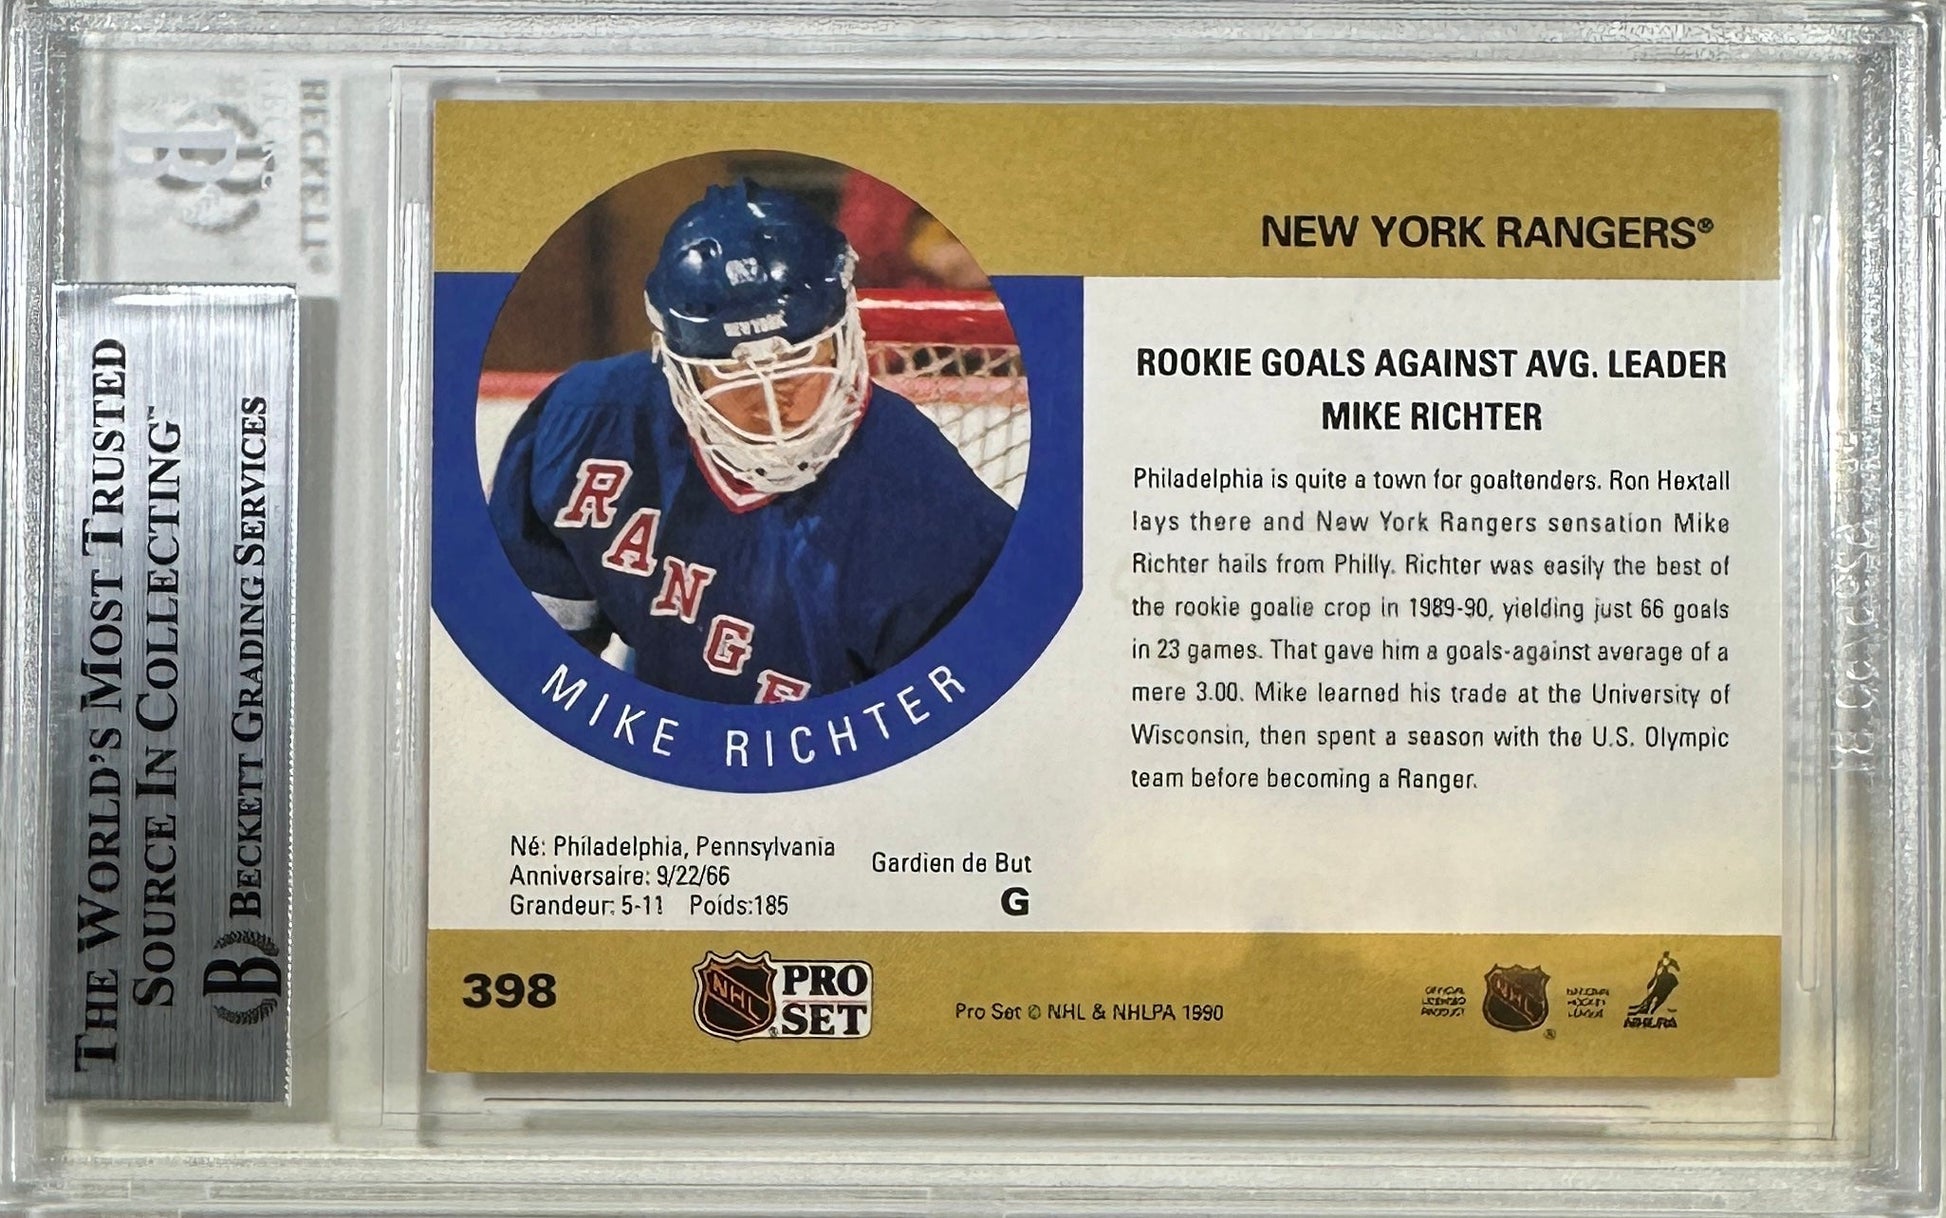 BECKETT
THE WORLD'S MOST TRUSTED
SOURCE IN COLLECTING™
B BECKETT GRADING SERVICES
NEW YORK RANGERS®
NEW YORK
RANGE
MIKE RICHTER
ROOKIE GOALS AGAINST AVG. LEADER
MIKE RICHTER
Philadelphia is quite a town for goaltenders. Ron Hextall
lays there and New York Rangers sensation Mike
Richter hails from Philly. Richter was easily the best of
the rookie goalie crop in 1989-90, yielding just 66 goals
in 23 games. That gave him a goals-against average of a
mere 3.00. Mike learned his trade at the University of
Wisconsin, then spent a season with the U.S. Olympic
team before becoming a Ranger.
Né: Philadelphia, Pennsylvania
Anniversaire: 9/22/66
Grandeur: 5-11 Poids:185
Gardien de But
G
398
NHL® PRO
SET
Pro Set © NHL & NHLPA 1990
NHL®
NHLPA